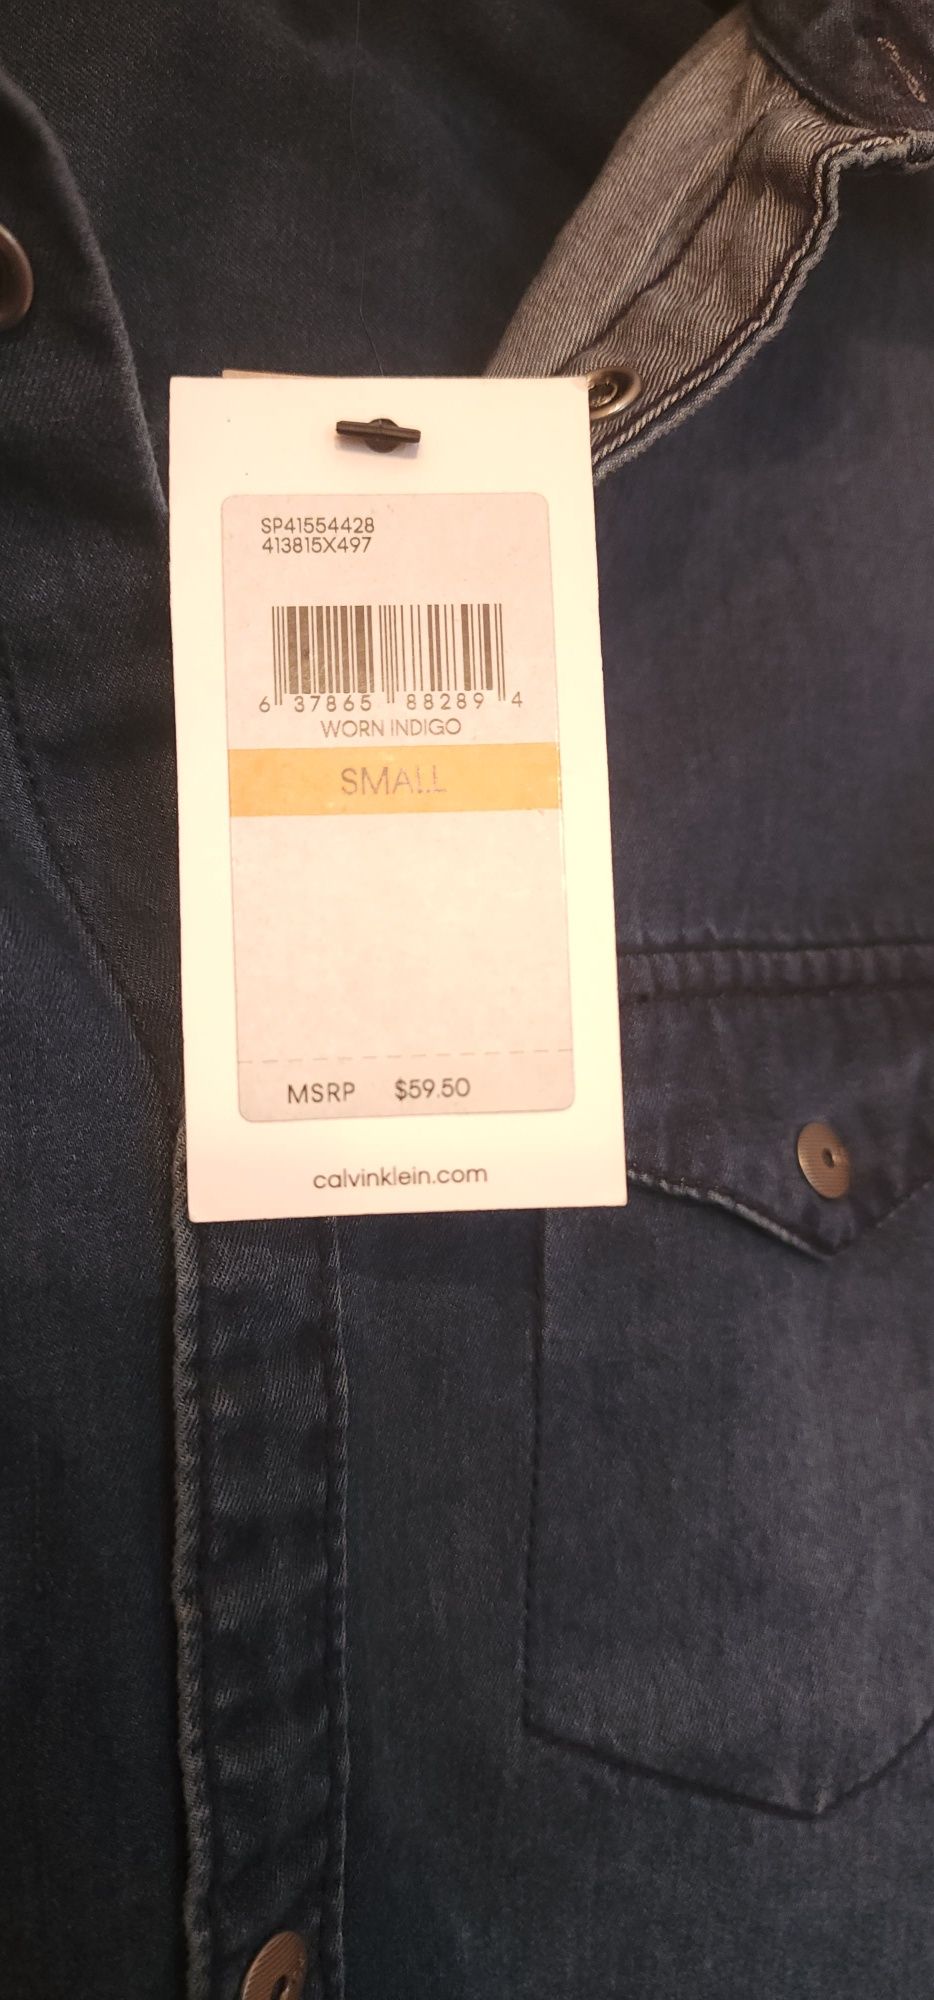 SP41554428
413815X497
6 37865 88289 4
WORN INDIGO
SMALL
MSRP $59.50
calvinklein.com